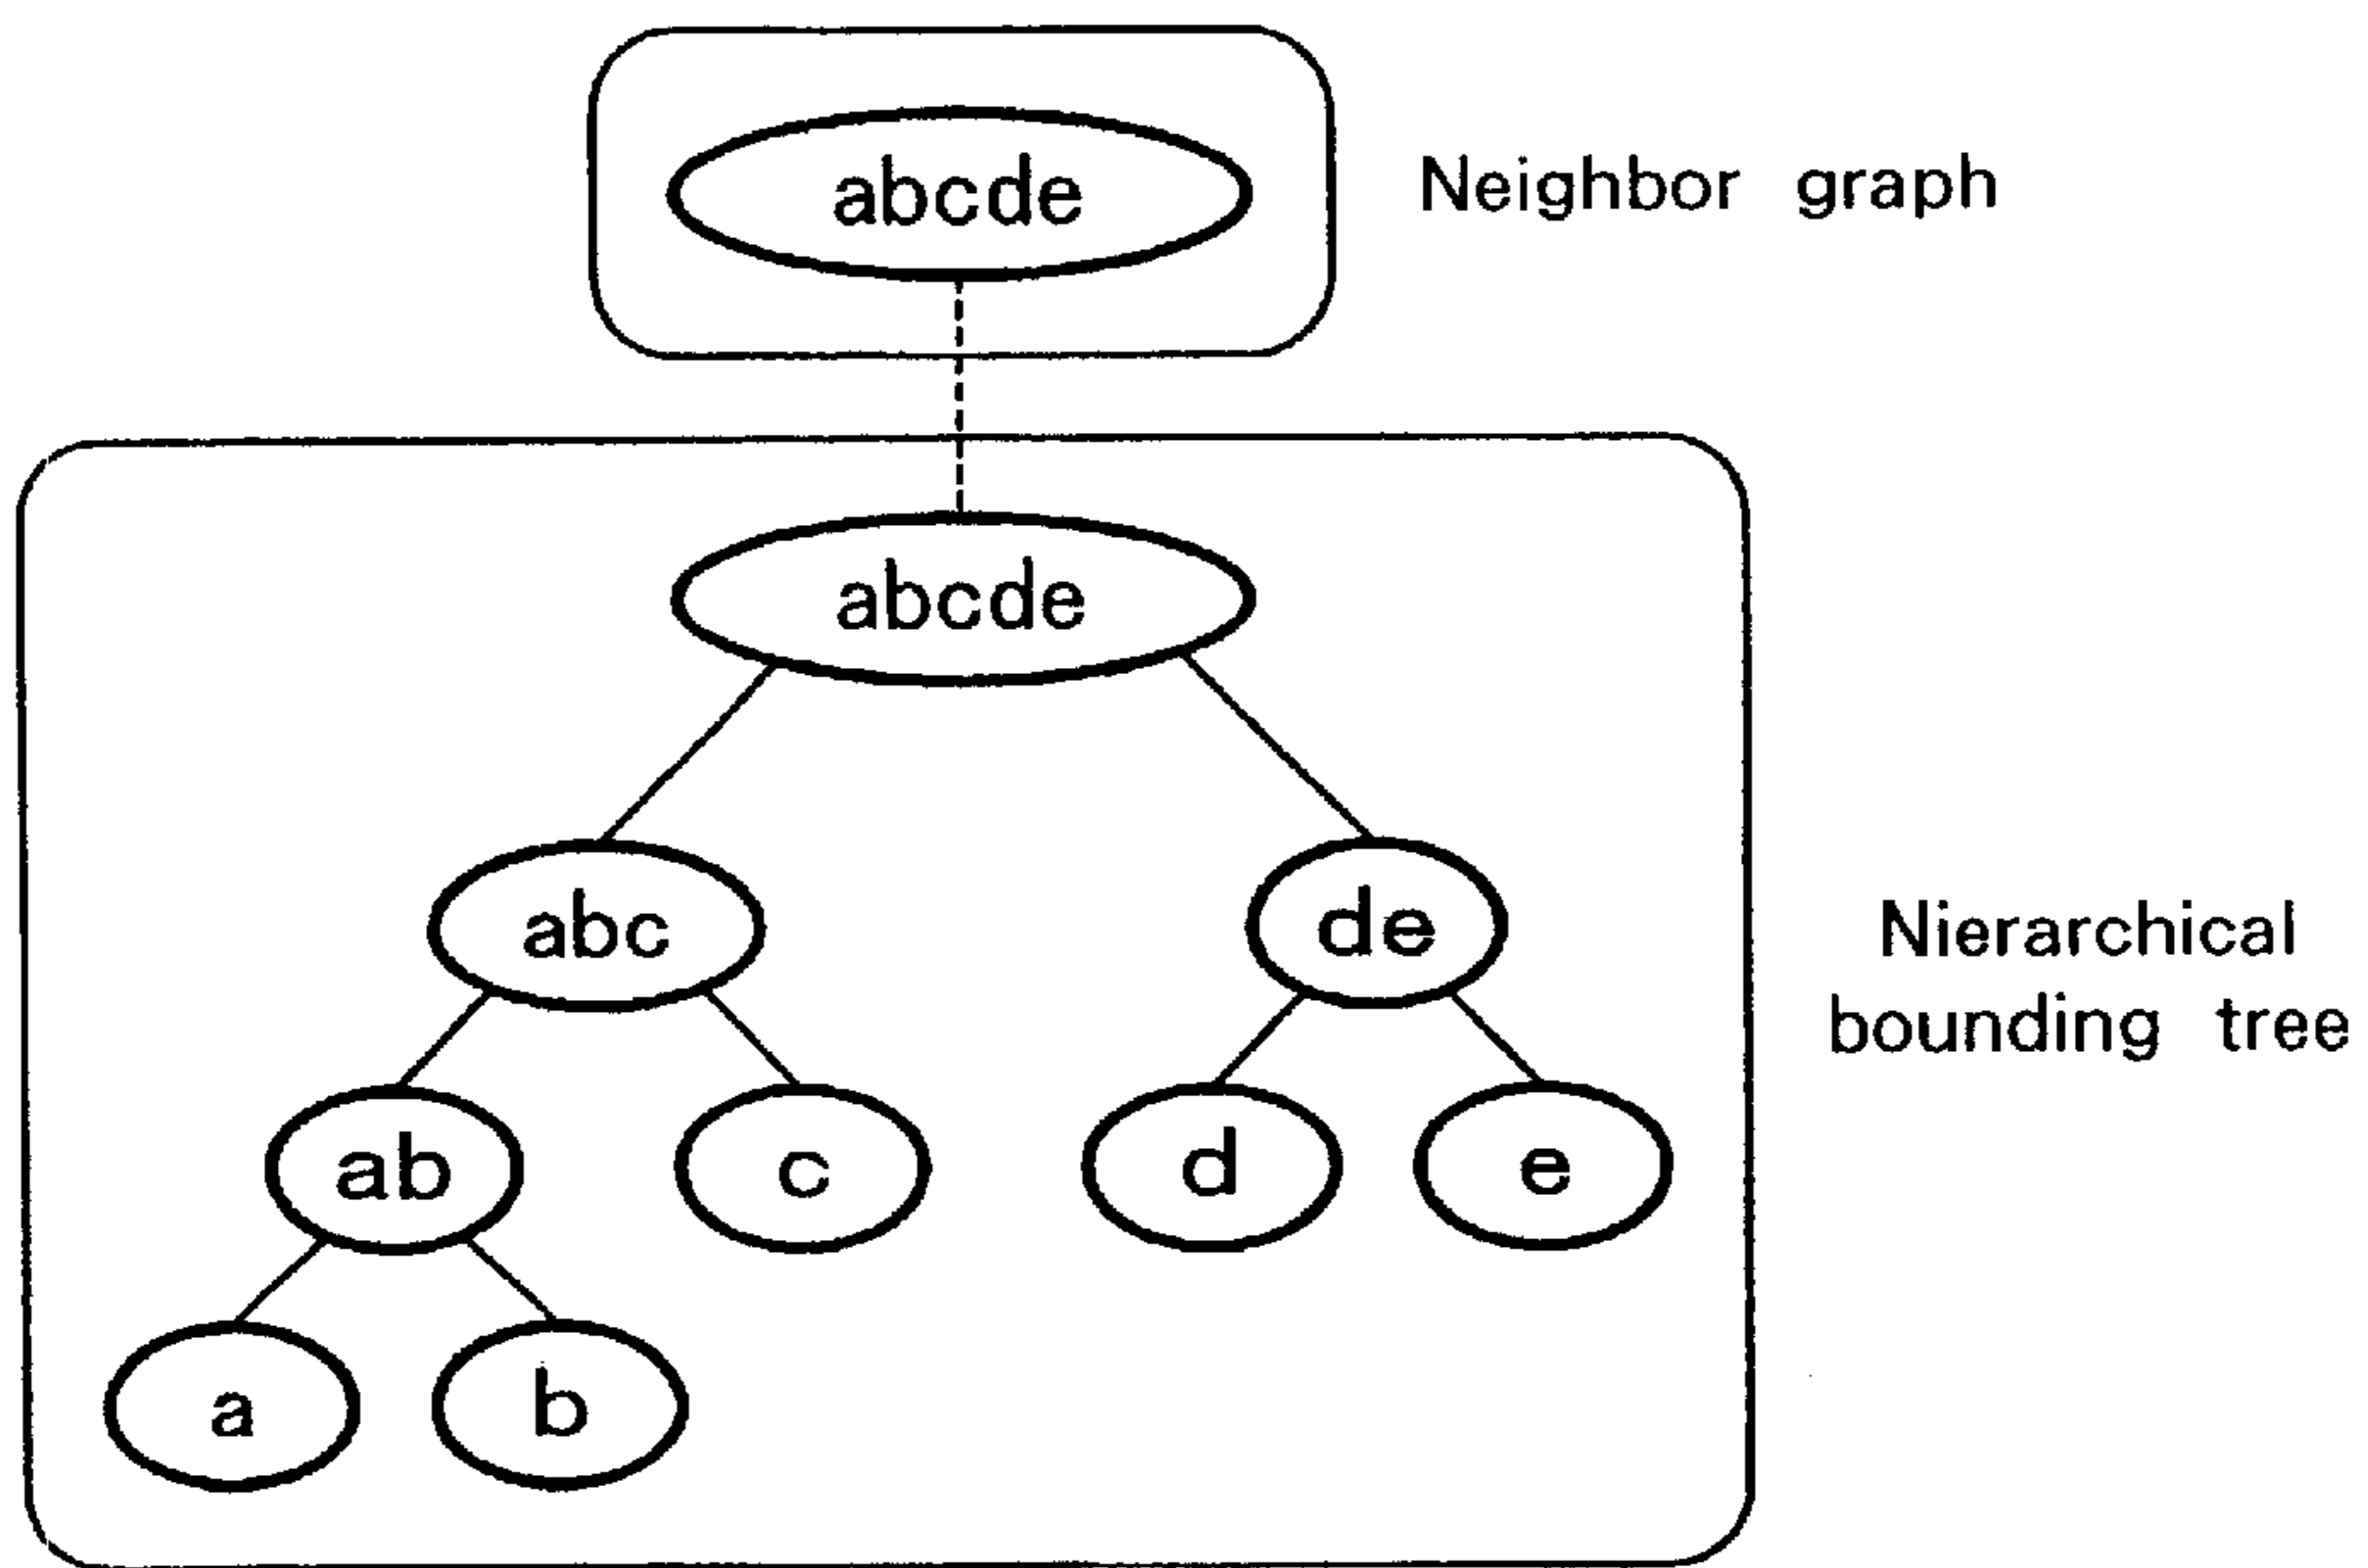 abcde
Neighbor graph
abcde
abc
de
Nierarchical
bounding tree
ab
c
d
e
a
b